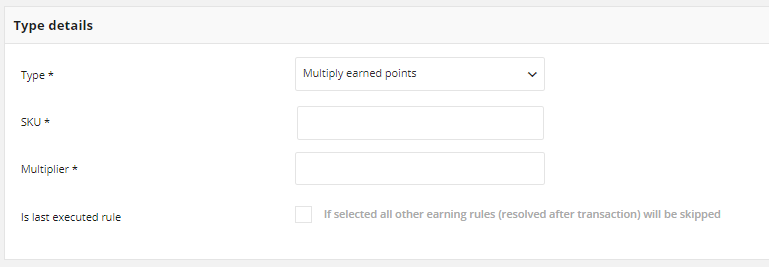 Type details
Type *
Multiply earned points
SKU *
Multiplier *
Is last executed rule
If selected all other earning rules (resolved after transaction) will be skipped